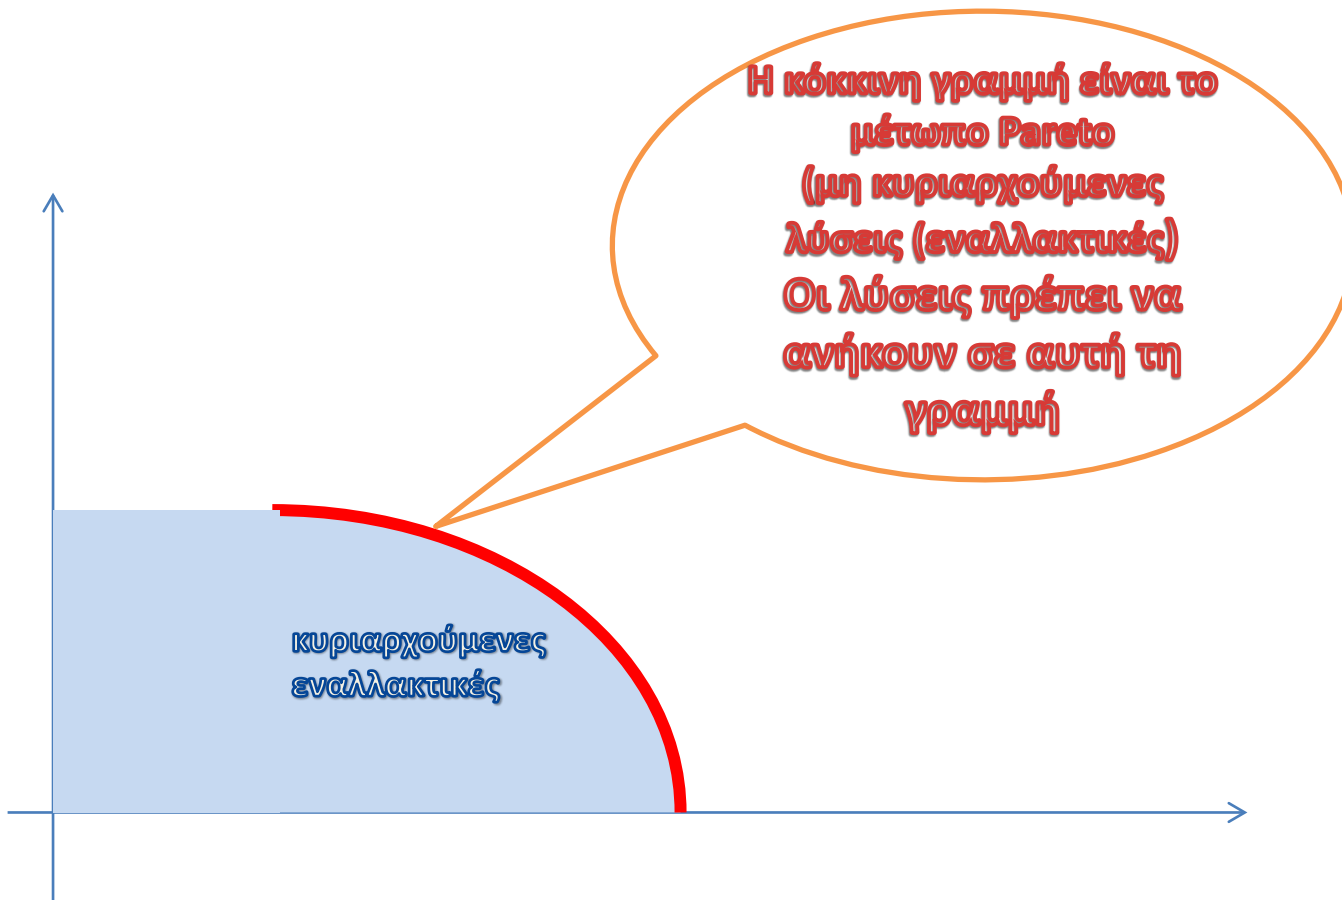 Η κόκκινη γραμμή είναι το
μέτωπο Pareto
(μη κυριαρχούμενες
λύσεις (εναλλακτικές)
Οι λύσεις πρέπει να
ανήκουν σε αυτή τη
γραμμή
κυριαρχούμενες
εναλλακτικές